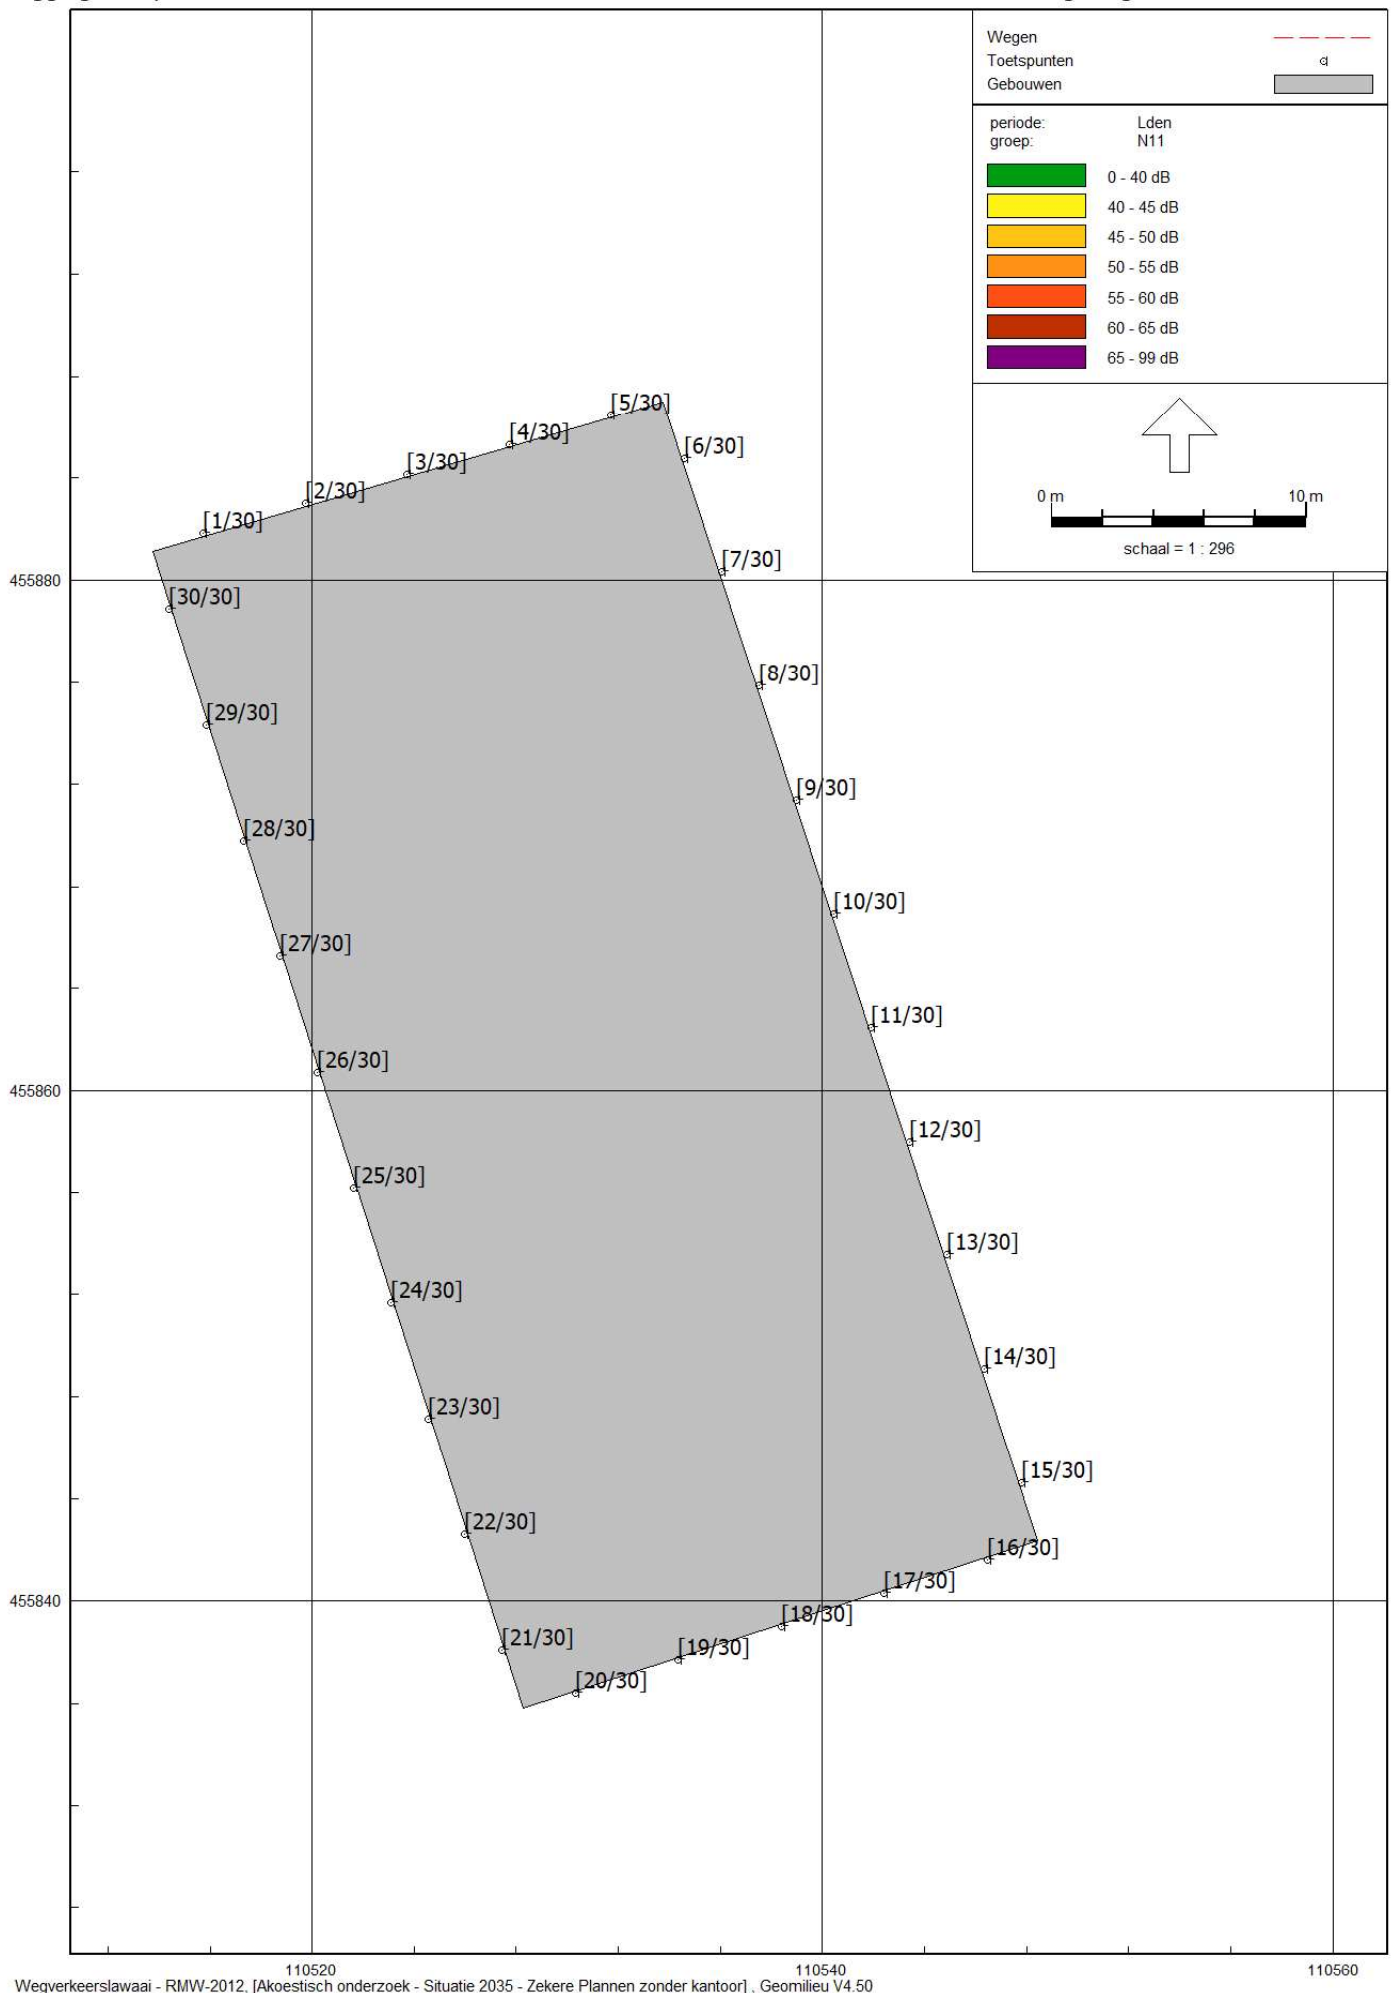 Wegen
Toetspunten
Gebouwen
periode: Lden
groep: N11
0 - 40 dB
40 - 45 dB
45 - 50 dB
50 - 55 dB
55 - 60 dB
60 - 65 dB
65 - 99 dB
0 m 10 m
schaal = 1 : 296
[5/30]
[4/30]
[6/30]
[3/30]
[2/30]
[1/30]
[7/30]
455880
[30/30]
[8/30]
[29/30]
[9/30]
[28/30]
[10/30]
[27/30]
[11/30]
[26/30]
455860
[12/30]
[25/30]
[13/30]
[24/30]
[14/30]
[23/30]
[15/30]
[22/30]
[16/30]
[17/30]
455840
[18/30]
[21/30]
[19/30]
[20/30]
110520 110540 110560
Wegverkeerslawaai - RMW-2012, [Akoestisch onderzoek - Situatie 2035 - Zekere Plannen zonder kantoor] , Geomilieu V4.50